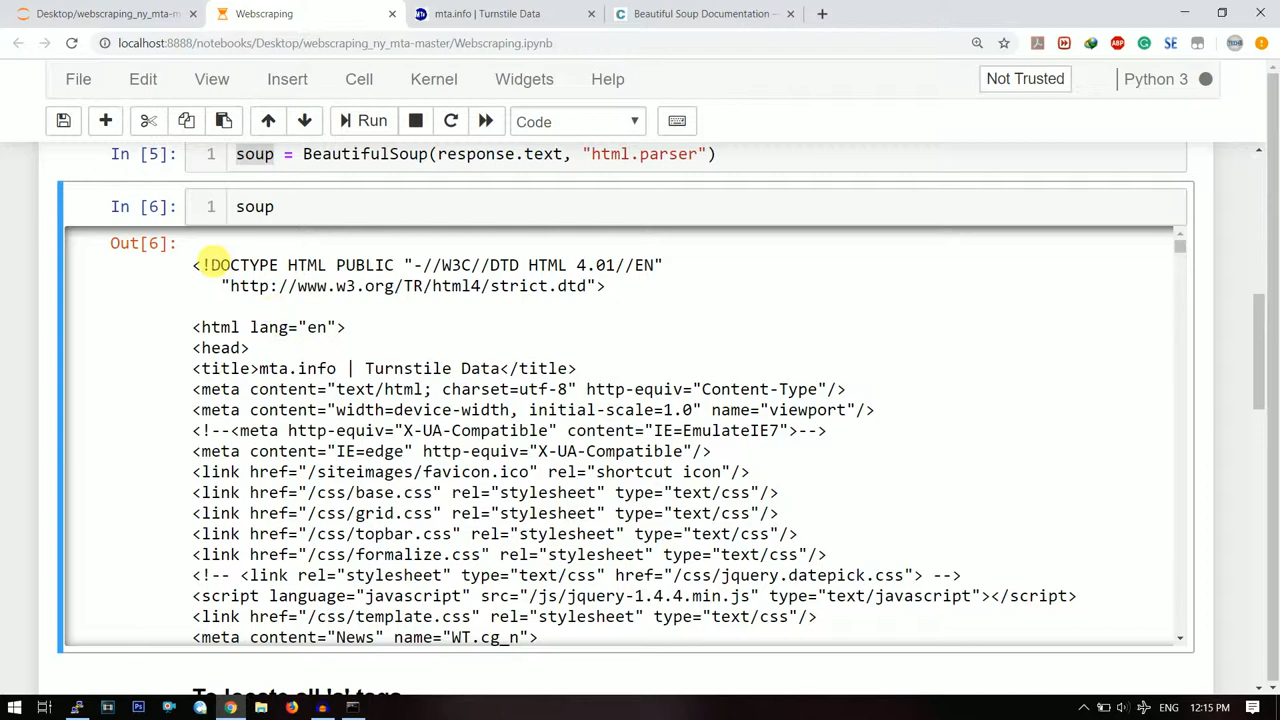 Desktop/webscraping_ny_mta-m
Webscraping
mta.info | Turnstile Data
Beautiful Soup Documentation —
localhost:8888/notebooks/Desktop/webscraping_ny_mta-master/Webscraping.ipynb
File Edit View Insert Cell Kernel Widgets Help Not Trusted Python 3
Run Code
In [5]: 1 soup = BeautifulSoup(response.text, "html.parser")
In [6]: 1 soup
Out[6]:
<!DOCTYPE HTML PUBLIC "-//W3C//DTD HTML 4.01//EN"
"http://www.w3.org/TR/html4/strict.dtd">
<html lang="en">
<head>
<title>mta.info | Turnstile Data</title>
<meta content="text/html; charset=utf-8" http-equiv="Content-Type"/>
<meta content="width=device-width, initial-scale=1.0" name="viewport"/>
<!--<meta http-equiv="X-UA-Compatible" content="IE=EmulateIE7">-->
<meta content="IE=edge" http-equiv="X-UA-Compatible"/>
<link href="/siteimages/favicon.ico" rel="shortcut icon"/>
<link href="/css/base.css" rel="stylesheet" type="text/css"/>
<link href="/css/grid.css" rel="stylesheet" type="text/css"/>
<link href="/css/topbar.css" rel="stylesheet" type="text/css"/>
<link href="/css/formalize.css" rel="stylesheet" type="text/css"/>
<!-- <link rel="stylesheet" type="text/css" href="/css/jquery.datepick.css"> -->
<script language="javascript" src="/js/jquery-1.4.4.min.js" type="text/javascript"></script>
<link href="/css/template.css" rel="stylesheet" type="text/css"/>
<meta content="News" name="WT.cg_n">
To locate all 'a' tags
ENG 12:15 PM